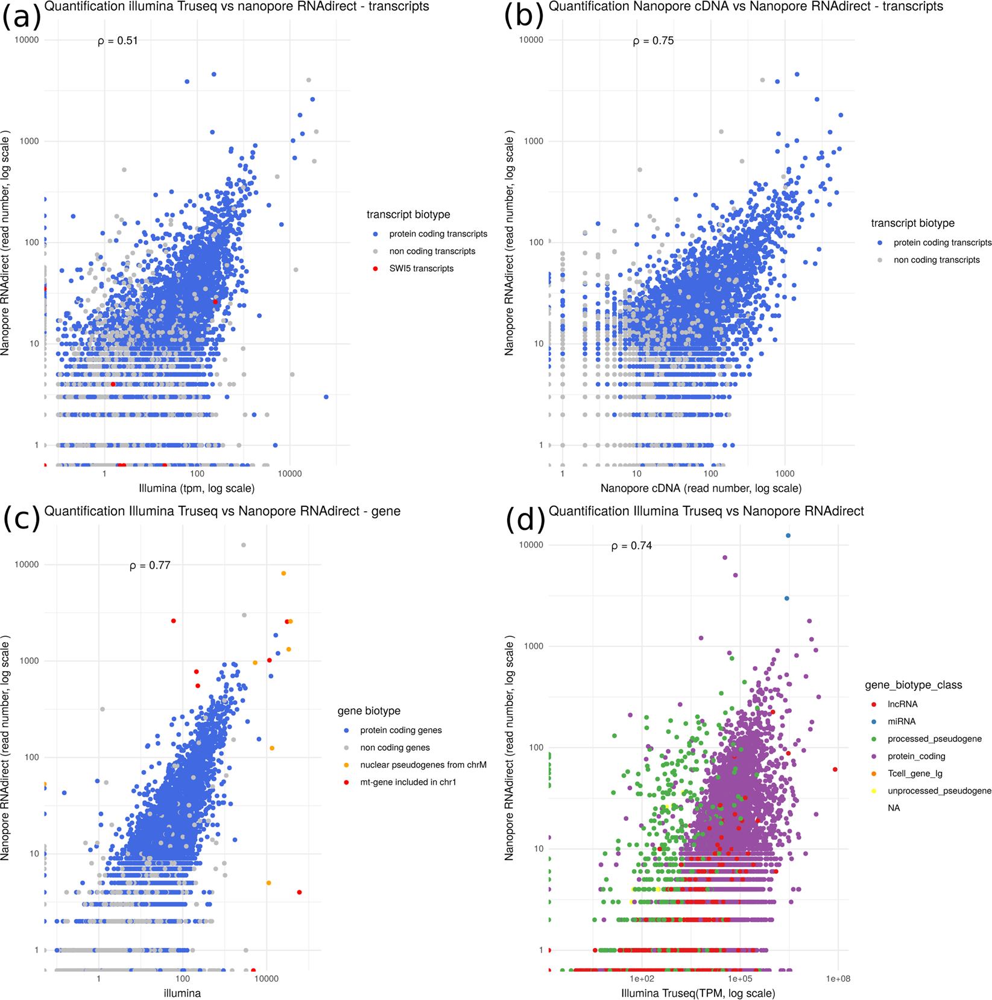 (a)
Quantification illumina Truseq vs nanopore RNAdirect - transcripts
ρ = 0.51
10000
1000
100
10
1
Nanopore RNAdirect (read number, log scale )
1
100
10000
Illumina (tpm, log scale)
transcript biotype
protein coding transcripts
non coding transcripts
SWI5 transcripts
(b)
Quantification Nanopore cDNA vs Nanopore RNAdirect - transcripts
ρ = 0.75
10000
1000
100
10
1
Nanopore RNAdirect (read number, log scale )
1
10
100
1000
Nanopore cDNA (read number, log scale)
transcript biotype
protein coding transcripts
non coding transcripts
(c)
Quantification Illumina Truseq vs Nanopore RNAdirect - gene
ρ = 0.77
10000
1000
100
10
1
Nanopore RNAdirect (read number, log scale )
1
100
10000
illumina
gene biotype
protein coding genes
non coding genes
nuclear pseudogenes from chrM
mt-gene included in chr1
(d)
Quantification Illumina Truseq vs Nanopore RNAdirect
ρ = 0.74
10000
1000
100
10
1
Nanopore RNAdirect (read number, log scale )
1e+02
1e+05
1e+08
Illumina Truseq(TPM, log scale)
gene_biotype_class
lncRNA
miRNA
processed_pseudogene
protein_coding
Tcell_gene_Ig
unprocessed_pseudogene
NA